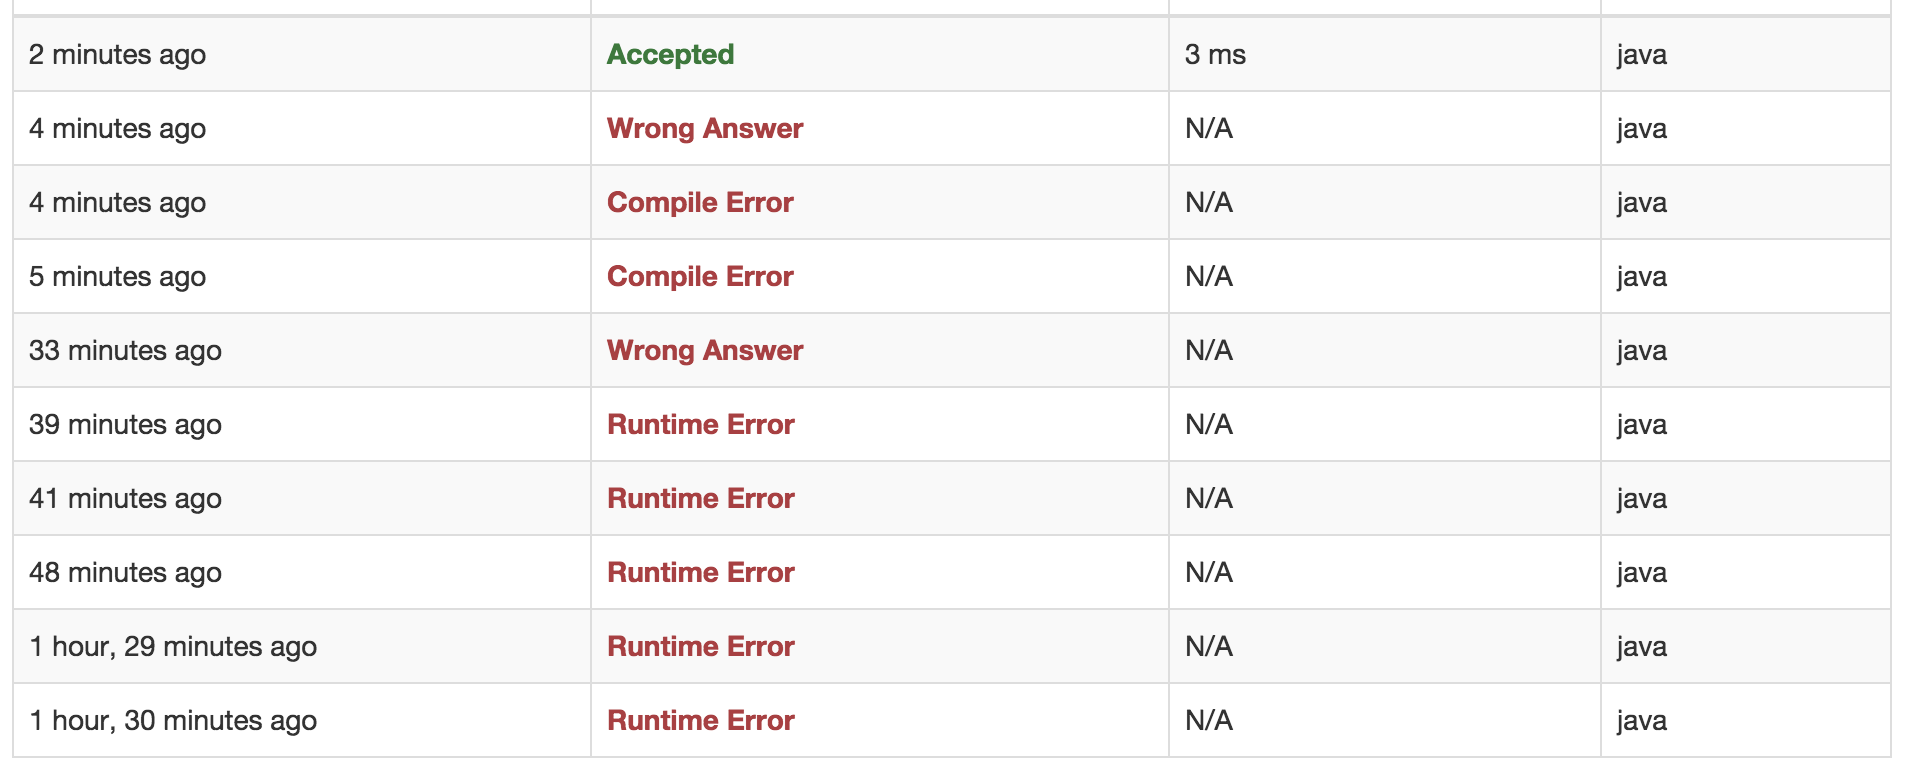 2 minutes ago Accepted 3 ms java
4 minutes ago Wrong Answer N/A java
4 minutes ago Compile Error N/A java
5 minutes ago Compile Error N/A java
33 minutes ago Wrong Answer N/A java
39 minutes ago Runtime Error N/A java
41 minutes ago Runtime Error N/A java
48 minutes ago Runtime Error N/A java
1 hour, 29 minutes ago Runtime Error N/A java
1 hour, 30 minutes ago Runtime Error N/A java